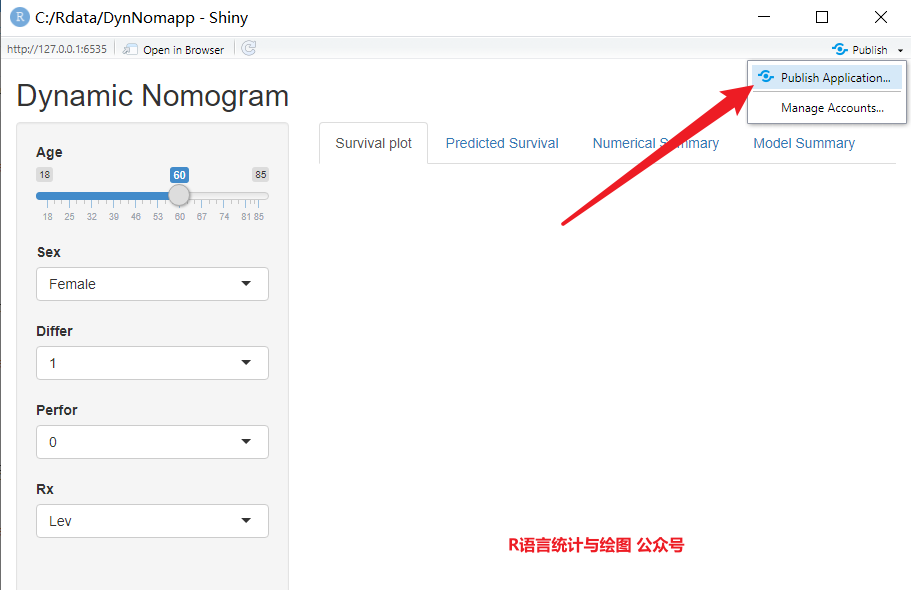 R C:/Rdata/DynNomapp - Shiny
http://127.0.0.1:6535 Open in Browser Publish
Publish Application...
Manage Accounts...
Dynamic Nomogram
Survival plot Predicted Survival Numerical Summary Model Summary
Age
18 60 85
18 25 32 39 46 53 60 67 74 81 85
Sex
Female
Differ
1
Perfor
0
Rx
Lev
R语言统计与绘图 公众号